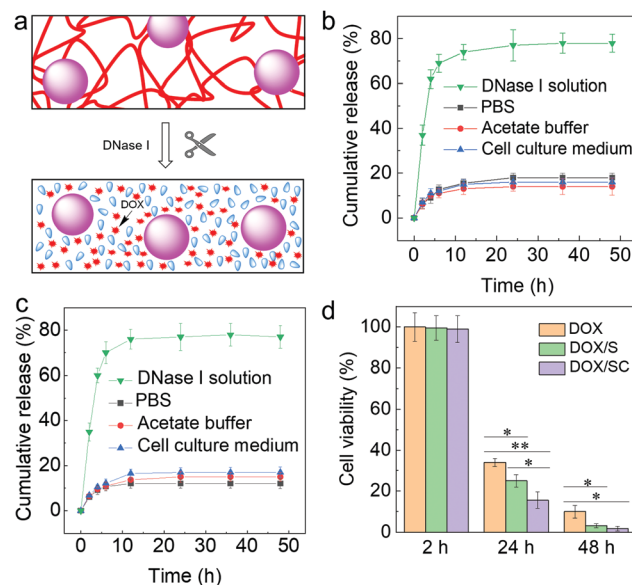 a
DNase I
DOX
b
Cumulative release (%)
80
60
40
20
0
DNase I solution
PBS
Acetate buffer
Cell culture medium
0 10 20 30 40 50
Time (h)
c
Cumulative release (%)
80
60
40
20
0
DNase I solution
PBS
Acetate buffer
Cell culture medium
0 10 20 30 40 50
Time (h)
d
Cell viability (%)
100
80
60
40
20
0
DOX
DOX/S
DOX/SC
*
**
*
*
*
2 h 24 h 48 h